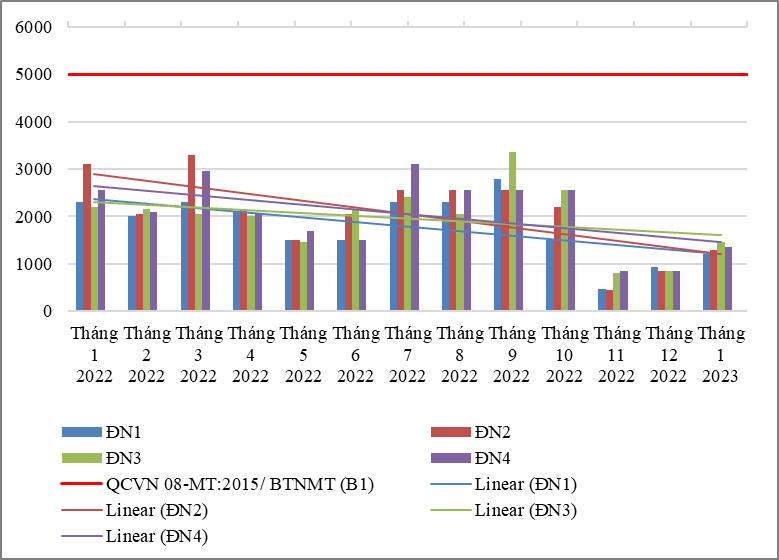 6000
5000
4000
3000
2000
1000
0
Tháng Tháng Tháng Tháng Tháng Tháng Tháng Tháng Tháng Tháng Tháng Tháng Tháng
1 2 3 4 5 6 7 8 9 10 11 12 1
2022 2022 2022 2022 2022 2022 2022 2022 2022 2022 2022 2022 2023
ĐN1 ĐN2
ĐN3 ĐN4
QCVN 08-MT:2015/ BTNMT (B1) Linear (ĐN1)
Linear (ĐN2) Linear (ĐN3)
Linear (ĐN4)